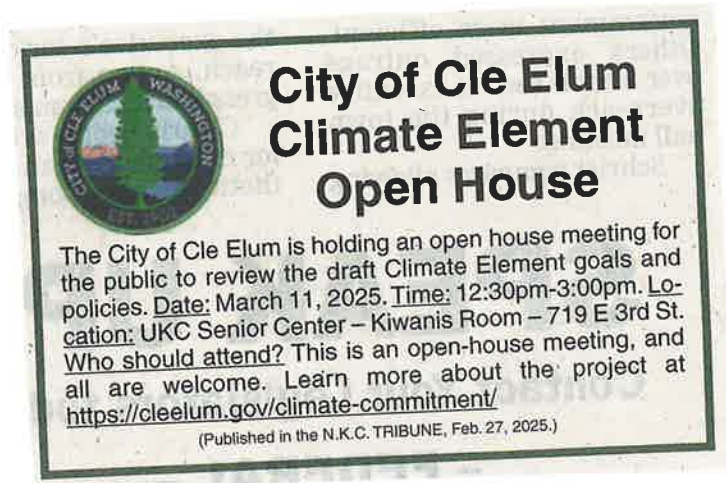 City of Cle Elum
Climate Element
Open House
CITY of CLE ELUM WASHINGTON
EST. 1902
The City of Cle Elum is holding an open house meeting for
the public to review the draft Climate Element goals and
policies. Date: March 11, 2025. Time: 12:30pm-3:00pm. Lo-
cation: UKC Senior Center – Kiwanis Room – 719 E 3rd St.
Who should attend? This is an open-house meeting, and
all are welcome. Learn more about the project at
https://cleelum.gov/climate-commitment/
(Published in the N.K.C. TRIBUNE, Feb. 27, 2025.)